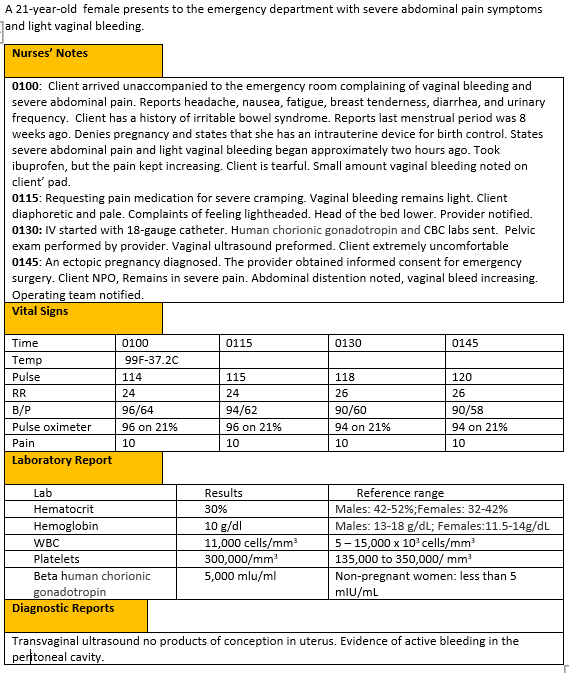 A 21-year-old female presents to the emergency department with severe abdominal pain symptoms
and light vaginal bleeding.
Nurses' Notes
0100: Client arrived unaccompanied to the emergency room complaining of vaginal bleeding and
severe abdominal pain. Reports headache, nausea, fatigue, breast tenderness, diarrhea, and urinary
frequency. Client has a history of irritable bowel syndrome. Reports last menstrual period was 8
weeks ago. Denies pregnancy and states that she has an intrauterine device for birth control. States
severe abdominal pain and light vaginal bleeding began approximately two hours ago. Took
ibuprofen, but the pain kept increasing. Client is tearful. Small amount vaginal bleeding noted on
client' pad.
0115: Requesting pain medication for severe cramping. Vaginal bleeding remains light. Client
diaphoretic and pale. Complaints of feeling lightheaded. Head of the bed lower. Provider notified.
0130: IV started with 18-gauge catheter. Human chorionic gonadotropin and CBC labs sent. Pelvic
exam performed by provider. Vaginal ultrasound preformed. Client extremely uncomfortable
0145: An ectopic pregnancy diagnosed. The provider obtained informed consent for emergency
surgery. Client NPO, Remains in severe pain. Abdominal distention noted, vaginal bleed increasing.
Operating team notified.
Vital Signs
Time 0100 0115 0130 0145
Temp 99F-37.2C
Pulse 114 115 118 120
RR 24 24 26 26
B/P 96/64 94/62 90/60 90/58
Pulse oximeter 96 on 21% 96 on 21% 94 on 21% 94 on 21%
Pain 10 10 10 10
Laboratory Report
Lab Results Reference range
Hematocrit 30% Males: 42-52%;Females: 32-42%
Hemoglobin 10 g/dl Males: 13-18 g/dL; Females:11.5-14g/dL
WBC 11,000 cells/mm³ 5 – 15,000 x 10³ cells/mm³
Platelets 300,000/mm³ 135,000 to 350,000/ mm³
Beta human chorionic 5,000 mlu/ml Non-pregnant women: less than 5
gonadotropin mIU/mL
Diagnostic Reports
Transvaginal ultrasound no products of conception in uterus. Evidence of active bleeding in the
peritoneal cavity.